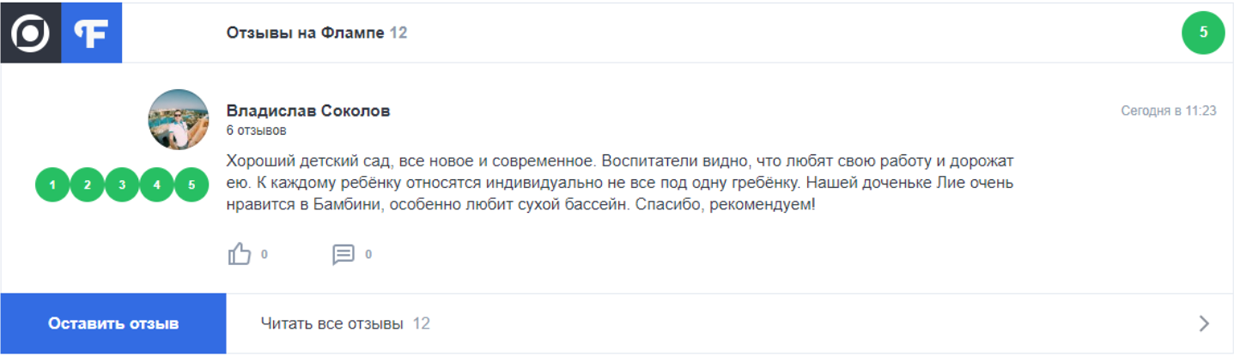 Отзывы на Флампе 12
5
Владислав Соколов
Сегодня в 11:23
6 отзывов
1 2 3 4 5
Хороший детский сад, все новое и современное. Воспитатели видно, что любят свою работу и дорожат
ею. К каждому ребёнку относятся индивидуально не все под одну гребёнку. Нашей доченьке Лие очень
нравится в Бамбини, особенно любит сухой бассейн. Спасибо, рекомендуем!
0
0
Оставить отзыв
Читать все отзывы 12